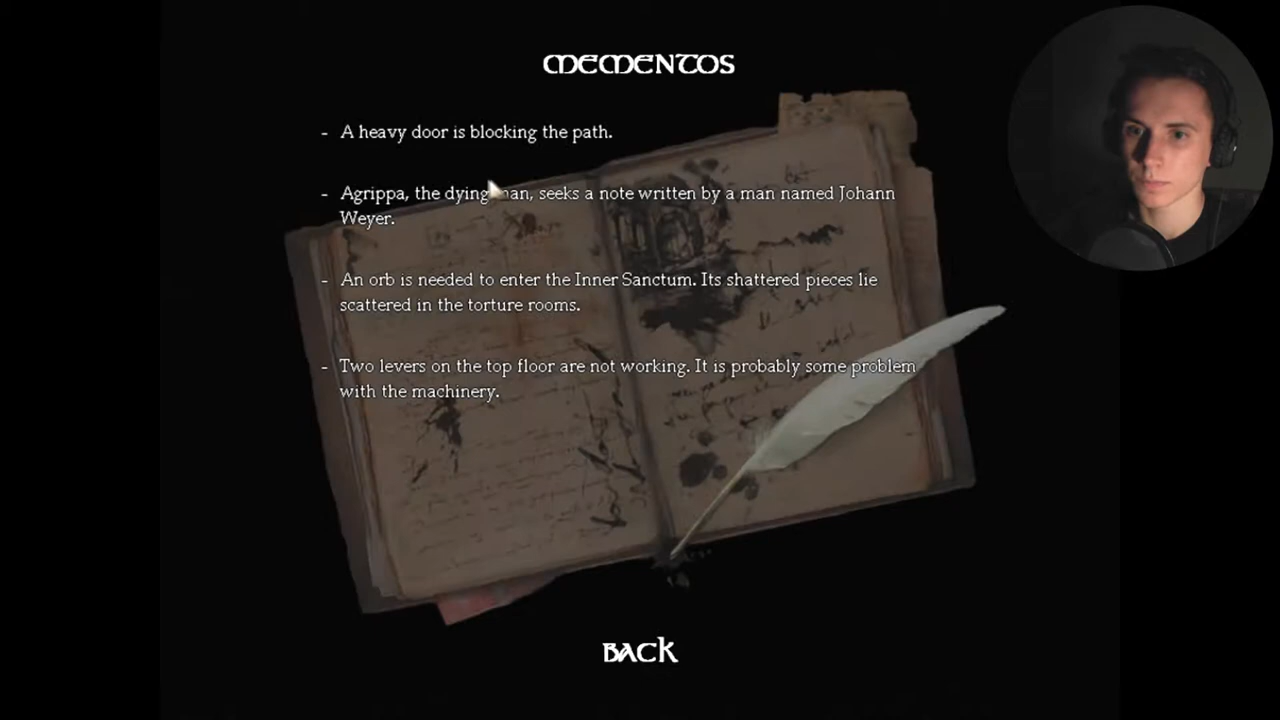 MEMENTOS
- A heavy door is blocking the path.
- Agrippa, the dying man, seeks a note written by a man named Johann
Weyer.
- An orb is needed to enter the Inner Sanctum. Its shattered pieces lie
scattered in the torture rooms.
- Two levers on the top floor are not working. It is probably some problem
with the machinery.
BACK